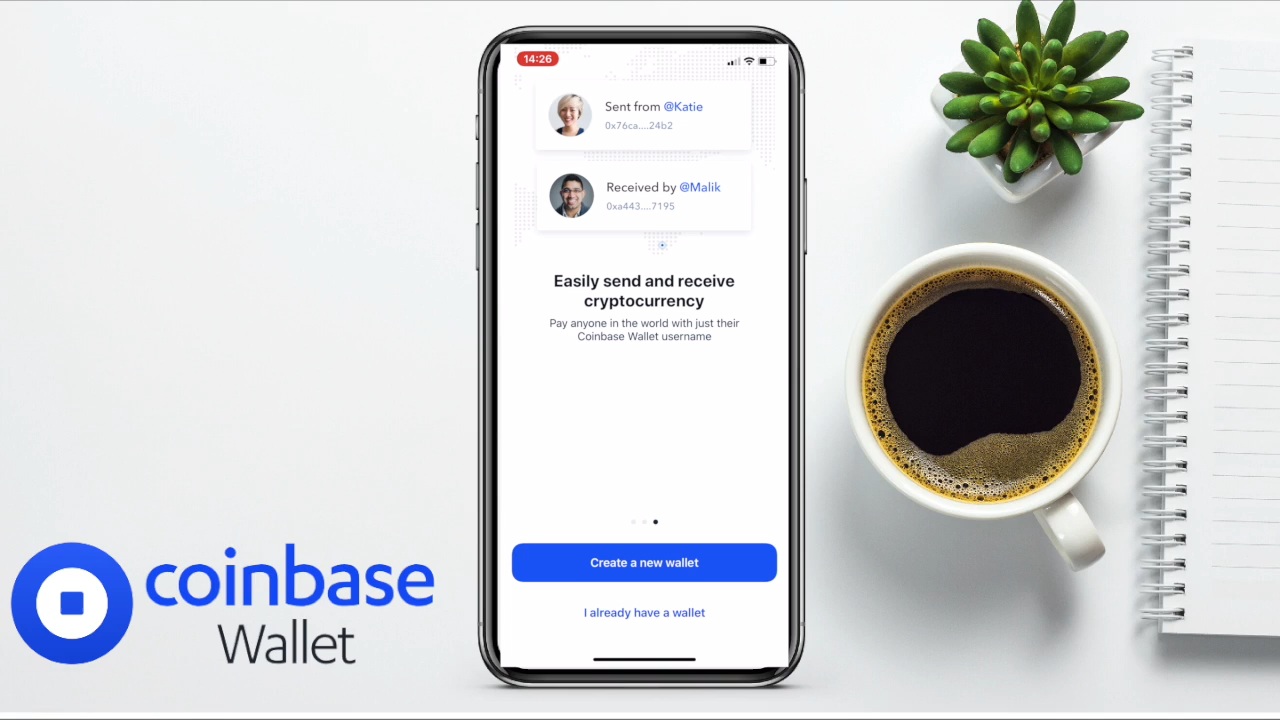 14:26
Sent from @Katie
0x76ca....24b2
Received by @Malik
0xa443....7195
Easily send and receive
cryptocurrency
Pay anyone in the world with just their
Coinbase Wallet username
Create a new wallet
I already have a wallet
coinbase
Wallet